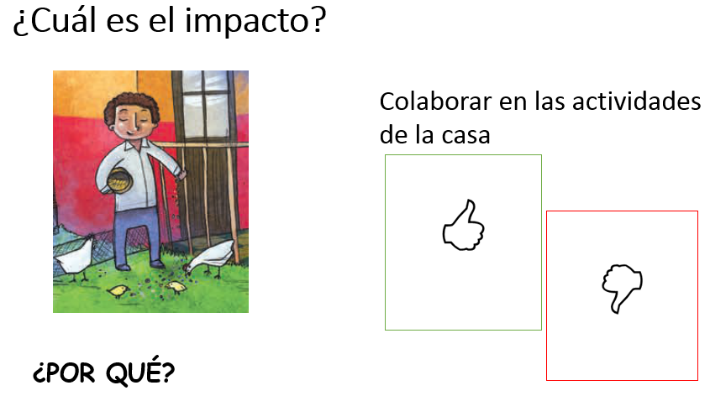 ¿Cuál es el impacto?
Colaborar en las actividades
de la casa
¿POR QUÉ?